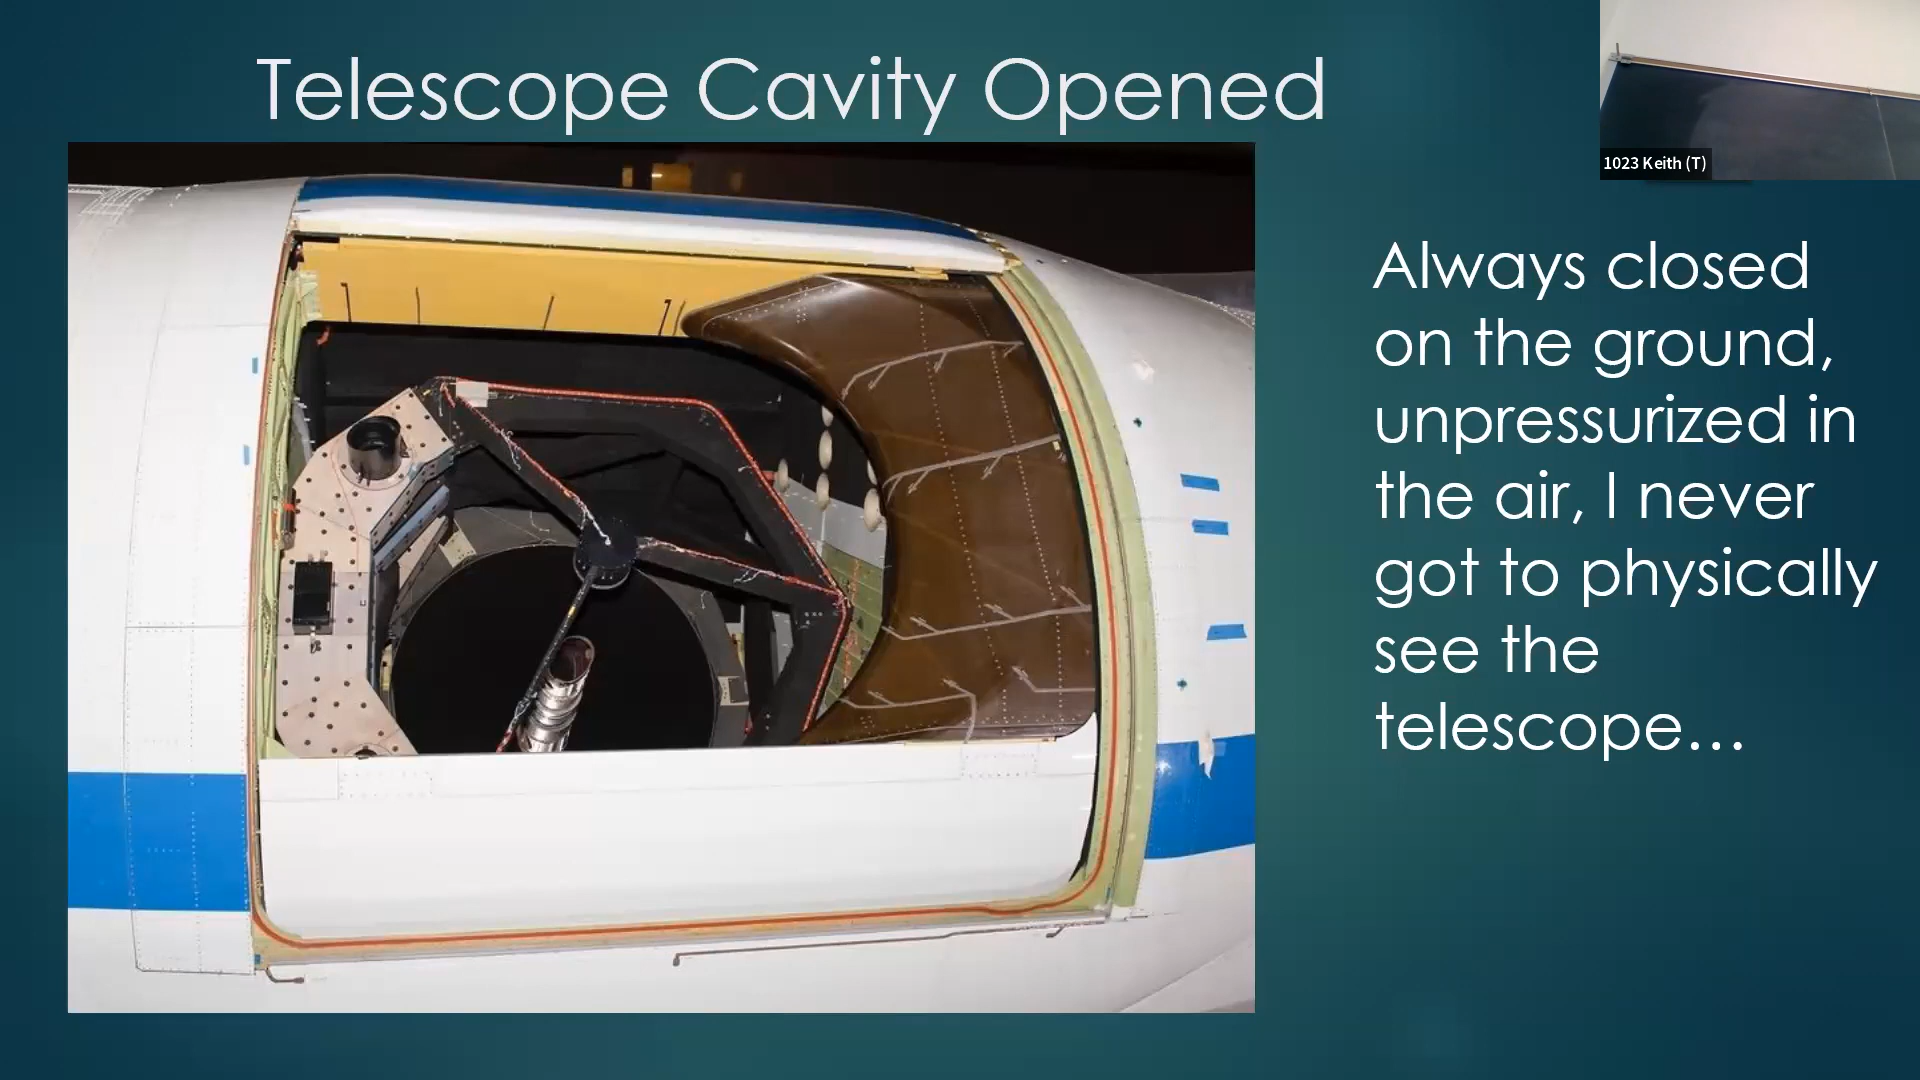 Telescope Cavity Opened
1023 Keith (T)
Always closed
on the ground,
unpressurized in
the air, I never
got to physically
see the
telescope…